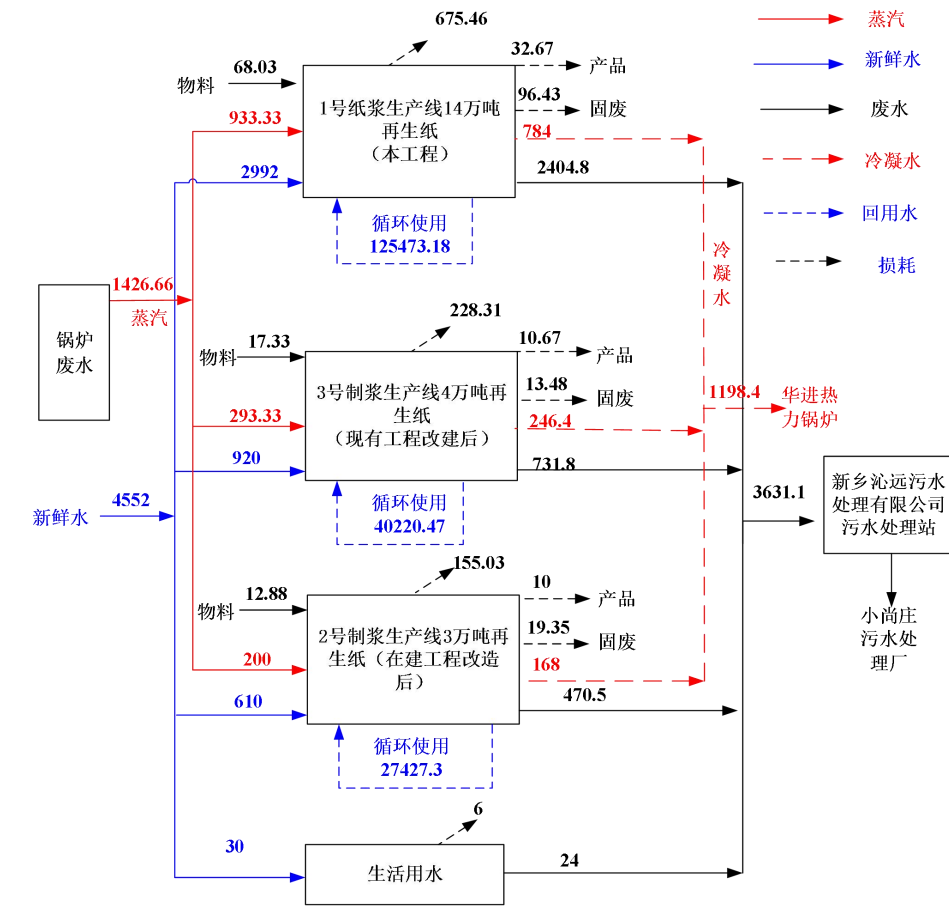 675.46
蒸汽
32.67
产品
物料
68.03
新鲜水
1号纸浆生产线14万吨
再生纸
（本工程）
96.43
固废
废水
933.33
784
冷凝水
2992
2404.8
循环使用
125473.18
回用水
冷
凝
水
损耗
1426.66
蒸汽
锅炉
废水
228.31
17.33
物料
10.67
产品
3号制浆生产线4万吨再
生纸
（现有工程改建后）
13.48
固废
293.33
246.4
1198.4
华进热
力锅炉
920
731.8
循环使用
40220.47
新鲜水
4552
3631.1
新乡沁远污水
处理有限公司
污水处理站
155.03
12.88
物料
10
产品
2号制浆生产线3万吨再
生纸（在建工程改造
后）
19.35
固废
小尚庄
污水处
理厂
200
168
610
470.5
循环使用
27427.3
6
30
生活用水
24